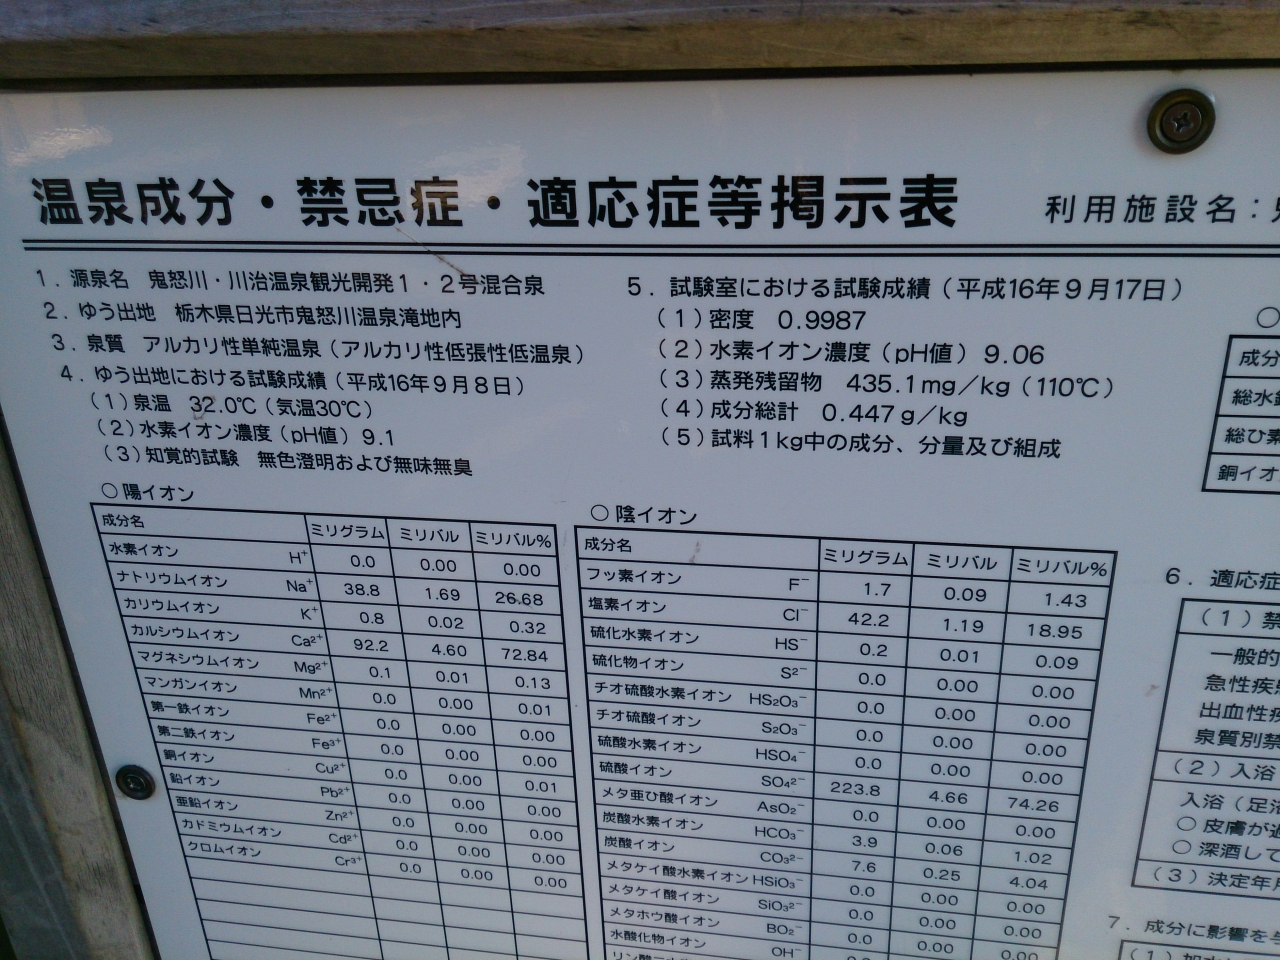 温泉成分・禁忌症・適応症等掲示表
利用施設名:
1．源泉名　鬼怒川・川治温泉観光開発1・2号混合泉
2．ゆう出地　栃木県日光市鬼怒川温泉滝地内
3．泉質　アルカリ性単純温泉（アルカリ性低張性低温泉）
4．ゆう出地における試験成績（平成16年9月8日）
（1）泉温　32.0℃（気温30℃）
（2）水素イオン濃度（pH値）9.1
（3）知覚的試験　無色澄明および無味無臭
5．試験室における試験成績（平成16年9月17日）
（1）密度　0.9987
（2）水素イオン濃度（pH値）9.06
（3）蒸発残留物　435.1mg／kg（110℃）
（4）成分総計　0.447g／kg
（5）試料1kg中の成分、分量及び組成
○陽イオン
成分名 ミリグラム ミリバル ミリバル%
水素イオン H⁺ 0.0 0.00 0.00
ナトリウムイオン Na⁺ 38.8 1.69 26.68
カリウムイオン K⁺ 0.8 0.02 0.32
カルシウムイオン Ca²⁺ 92.2 4.60 72.84
マグネシウムイオン Mg²⁺ 0.1 0.01 0.13
マンガンイオン Mn²⁺ 0.0 0.00 0.01
第一鉄イオン Fe²⁺ 0.0 0.00 0.00
第二鉄イオン Fe³⁺ 0.0 0.00 0.00
銅イオン Cu²⁺ 0.0 0.00 0.01
鉛イオン Pb²⁺ 0.0 0.00 0.00
亜鉛イオン Zn²⁺ 0.0 0.00 0.00
カドミウムイオン Cd²⁺ 0.0 0.00 0.00
クロムイオン Cr³⁺ 0.0 0.00 0.00
○陰イオン
成分名 ミリグラム ミリバル ミリバル%
フッ素イオン F⁻ 1.7 0.09 1.43
塩素イオン Cl⁻ 42.2 1.19 18.95
硫化水素イオン HS⁻ 0.2 0.01 0.09
硫化物イオン S²⁻ 0.0 0.00 0.00
チオ硫酸水素イオン HS₂O₃⁻ 0.0 0.00 0.00
チオ硫酸イオン S₂O₃⁻ 0.0 0.00 0.00
硫酸水素イオン HSO₄⁻ 0.0 0.00 0.00
硫酸イオン SO₄²⁻ 223.8 4.66 74.26
メタ亜ひ酸イオン AsO₂⁻ 0.0 0.00 0.00
炭酸水素イオン HCO₃⁻ 3.9 0.06 1.02
炭酸イオン CO₃²⁻ 7.6 0.25 4.04
メタケイ酸水素イオン HSiO₃⁻ 0.0 0.00 0.00
メタケイ酸イオン SiO₃²⁻ 0.0 0.00 0.00
メタホウ酸イオン BO₂⁻ 0.0 0.00 0.00
水酸化物イオン OH⁻
○
成分
総水銀
総ひ素
銅イオ
6．適応症
（1）禁
一般的
急性疾患
出血性疾
泉質別禁
（2）入浴
入浴（足浴
○皮膚が
○深酒して
（3）決定年月
7．成分に影響を与